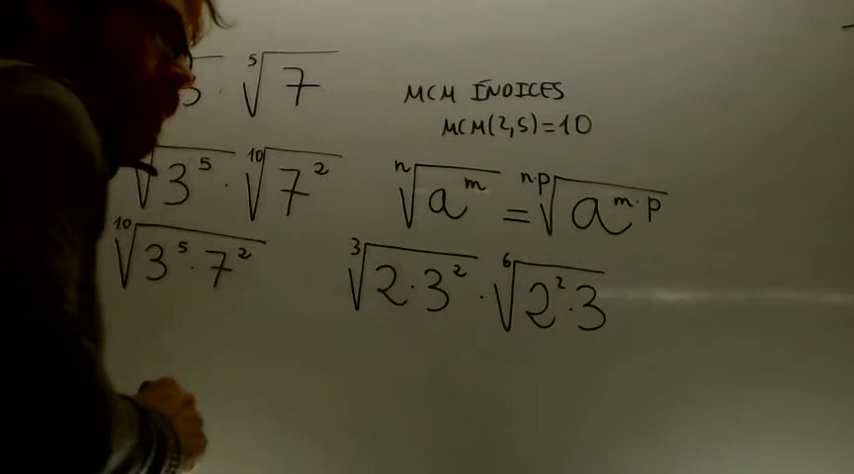 3 · ⁵√7
MCM ÍNDICES
MCM(2,5)=10
√3⁵ · ¹⁰√7²
ⁿ√aᵐ = ⁿ·ᵖ√aᵐ·ᵖ
¹⁰√3⁵·7²
³√2·3² · ⁶√2²·3